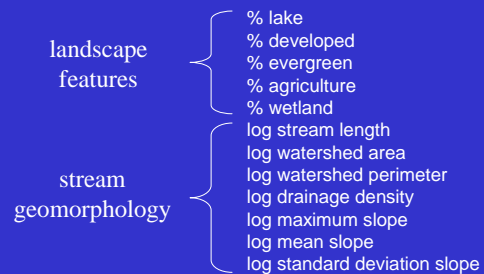 landscape
features
% lake
% developed
% evergreen
% agriculture
% wetland
stream
geomorphology
log stream length
log watershed area
log watershed perimeter
log drainage density
log maximum slope
log mean slope
log standard deviation slope